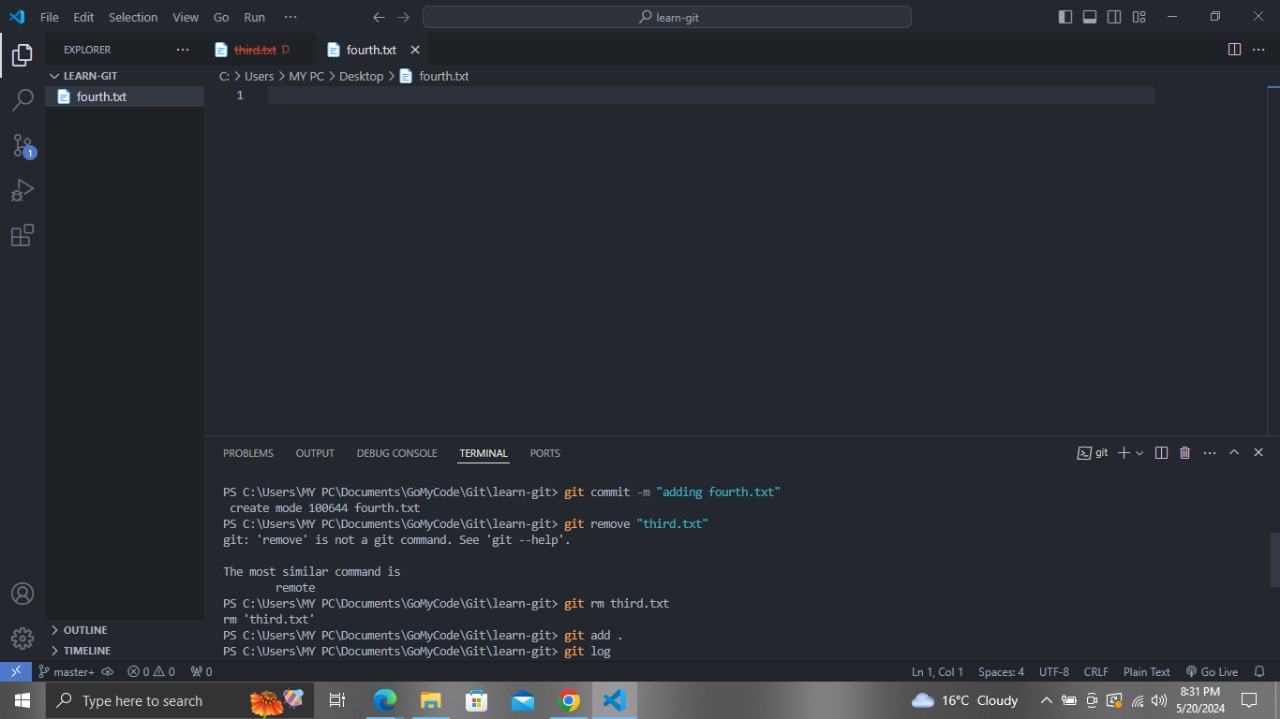 File Edit Selection View Go Run ···
learn-git
EXPLORER ···
third.txt D
fourth.txt
LEARN-GIT
C: > Users > MY PC > Desktop > fourth.txt
fourth.txt
1
1
PROBLEMS OUTPUT DEBUG CONSOLE TERMINAL PORTS
git
PS C:\Users\MY PC\Documents\GoMyCode\Git\learn-git> git commit -m "adding fourth.txt"
create mode 100644 fourth.txt
PS C:\Users\MY PC\Documents\GoMyCode\Git\learn-git> git remove "third.txt"
git: 'remove' is not a git command. See 'git --help'.
The most similar command is
remote
PS C:\Users\MY PC\Documents\GoMyCode\Git\learn-git> git rm third.txt
rm 'third.txt'
PS C:\Users\MY PC\Documents\GoMyCode\Git\learn-git> git add .
PS C:\Users\MY PC\Documents\GoMyCode\Git\learn-git> git log
OUTLINE
TIMELINE
master+ 0 0 0 Ln 1, Col 1 Spaces: 4 UTF-8 CRLF Plain Text Go Live
Type here to search
16°C Cloudy
8:31 PM
5/20/2024